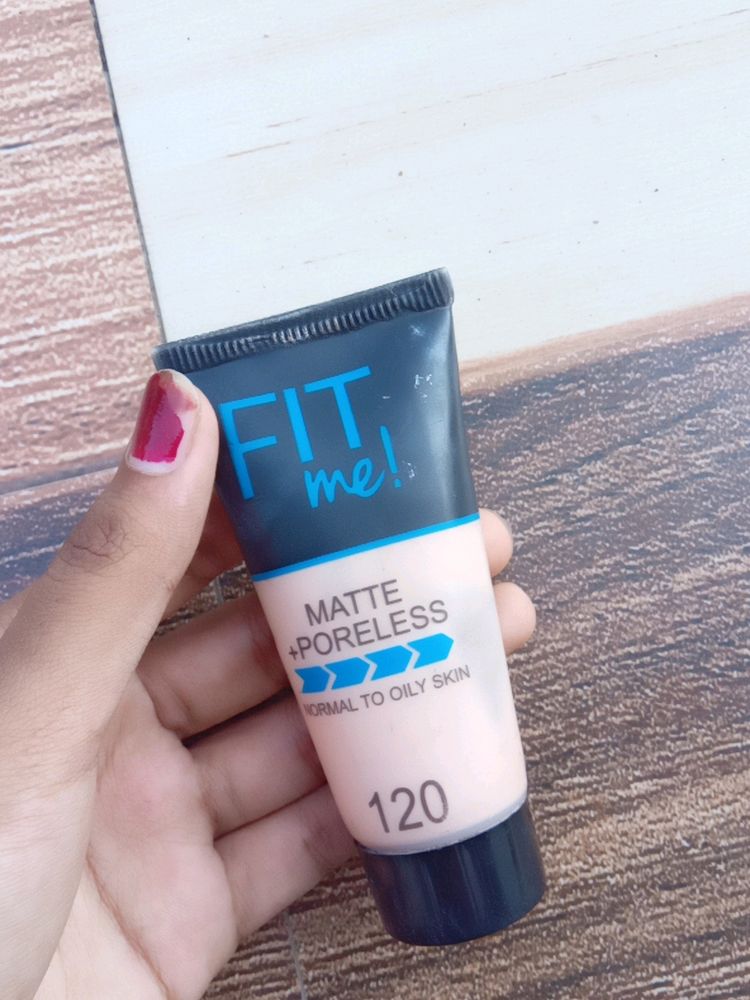 FIT
me!
MATTE
+PORELESS
NORMAL TO OILY SKIN
120